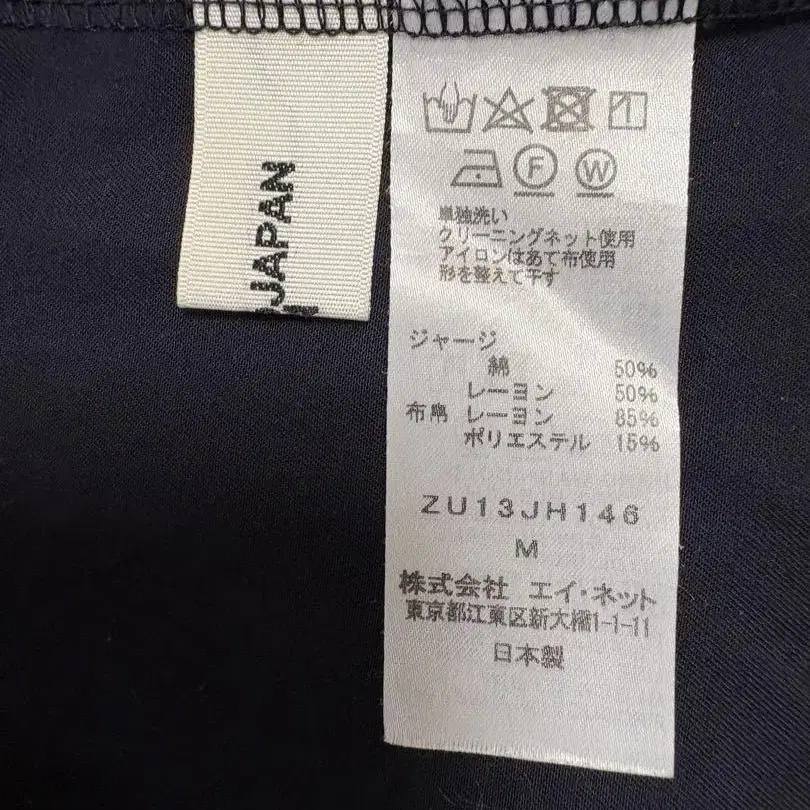 JAPAN
F W
単独洗い
クリーニングネット使用
アイロンはあて布使用
形を整えて干す
ジャージ
綿 50%
レーヨン 50%
布帛 レーヨン 85%
ポリエステル 15%
ZU13JH146
M
株式会社 エイ・ネット
東京都江東区新大橋1-1-11
日本製